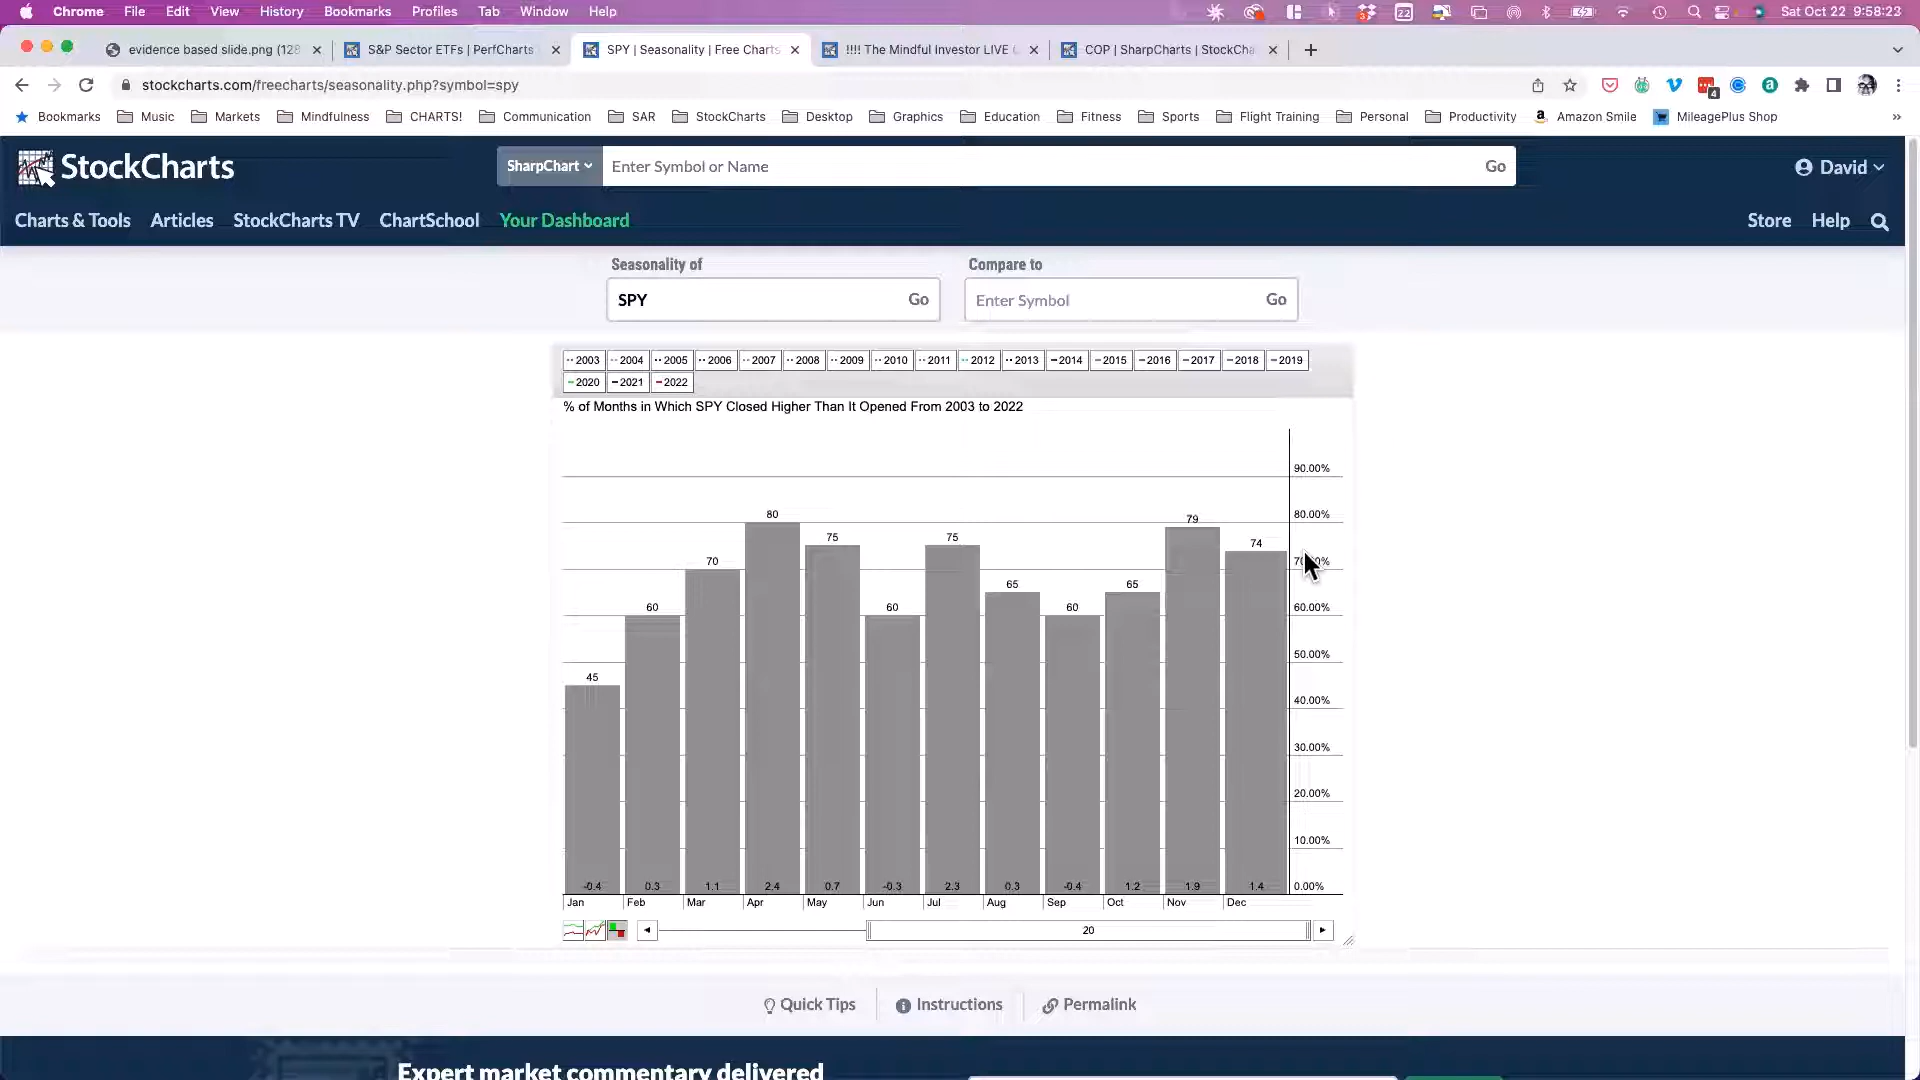 Chrome File Edit View History Bookmarks Profiles Tab Window Help 22 Sat Oct 22 9:58:23
evidence based slide.png (128 S&P Sector ETFs | PerfCharts SPY | Seasonality | Free Charts !!!! The Mindful Investor LIVE COP | SharpCharts | StockCha
stockcharts.com/freecharts/seasonality.php?symbol=spy 4
Bookmarks Music Markets Mindfulness CHARTS! Communication SAR StockCharts Desktop Graphics Education Fitness Sports Flight Training Personal Productivity Amazon Smile MileagePlus Shop »
StockCharts SharpChart Enter Symbol or Name Go David
Charts & Tools Articles StockCharts TV ChartSchool Your Dashboard Store Help
Seasonality of Compare to
SPY Go Enter Symbol Go
2003 2004 2005 2006 2007 2008 2009 2010 2011 2012 2013 2014 2015 2016 2017 2018 2019
2020 2021 2022
% of Months in Which SPY Closed Higher Than It Opened From 2003 to 2022
90.00%
80 79 80.00%
75 75 74
70
65 65
60 60 60 60.00%
50.00%
45
40.00%
30.00%
20.00%
10.00%
-0.4 0.3 1.1 2.4 0.7 -0.3 2.3 0.3 -0.4 1.2 1.9 1.4 0.00%
Jan Feb Mar Apr May Jun Jul Aug Sep Oct Nov Dec
20
Quick Tips Instructions Permalink
Expert market commentary delivered